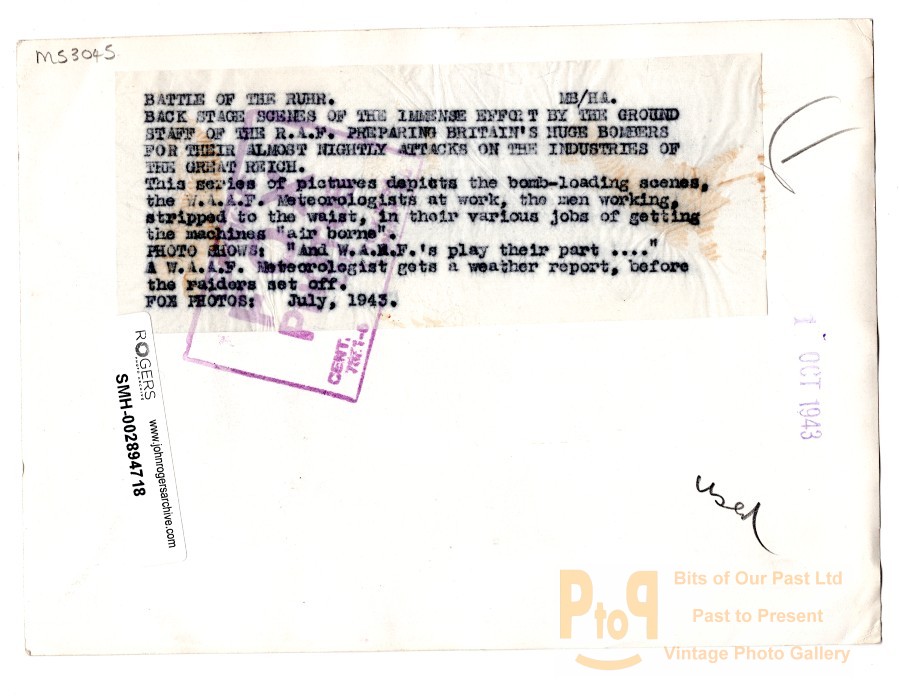 MS3045
BATTLE OF THE RUHR. MB/HA.
BACK STAGE SCENES OF THE IMMENSE EFFORT BY THE GROUND
STAFF OF THE R.A.F. PREPARING BRITAIN'S HUGE BOMBERS
FOR THEIR ALMOST NIGHTLY ATTACKS ON THE INDUSTRIES OF
THE GREAT REICH.
This series of pictures depicts the bomb-loading scenes,
the W.A.A.F. Meteorologists at work, the men working,
stripped to the waist, in their various jobs of getting
the machines "air borne".
PHOTO SHOWS: "And W.A.A.F.'s play their part ...."
A W.A.A.F. Meteorologist gets a weather report, before
the raiders set off.
FOX PHOTOS: July, 1943.
CENT.
ROGERS
www.johnrogersarchive.com
SMH-002894718
1 OCT 1943
used
PtoP
Bits of Our Past Ltd
Past to Present
Vintage Photo Gallery